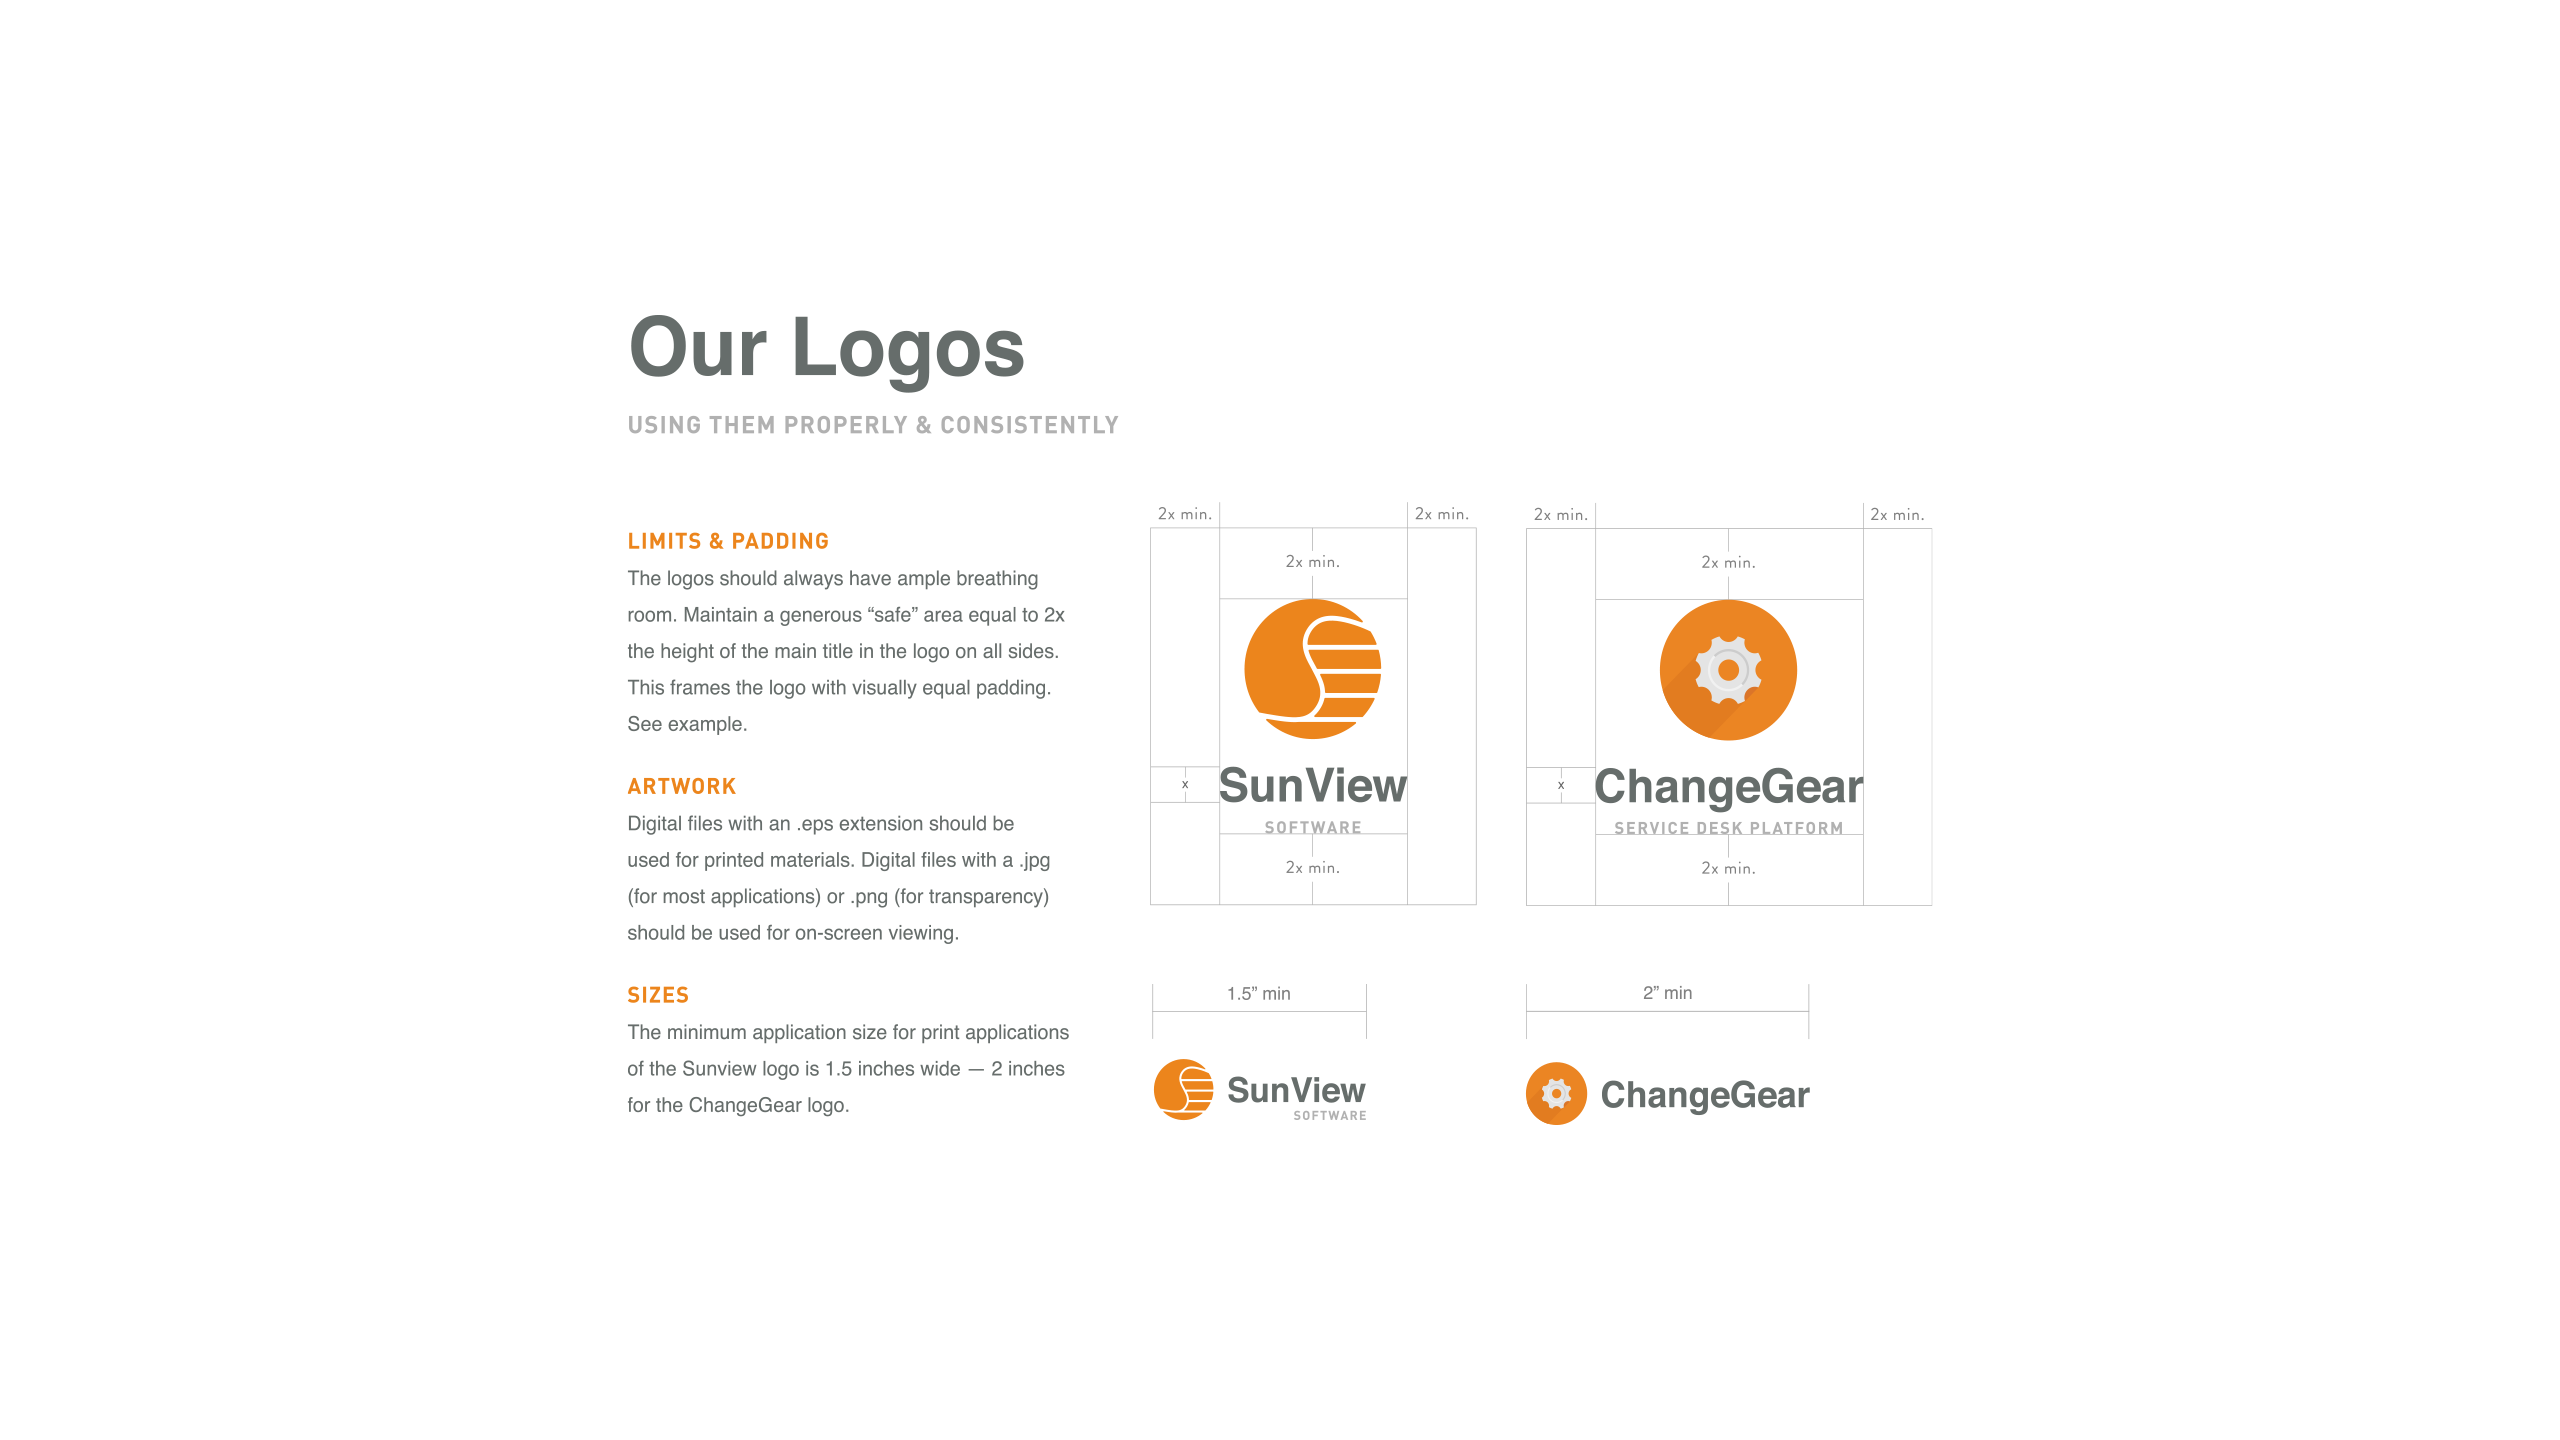 Our Logos
USING THEM PROPERLY & CONSISTENTLY
LIMITS & PADDING
The logos should always have ample breathing
room. Maintain a generous “safe” area equal to 2x
the height of the main title in the logo on all sides.
This frames the logo with visually equal padding.
See example.
ARTWORK
Digital files with an .eps extension should be
used for printed materials. Digital files with a .jpg
(for most applications) or .png (for transparency)
should be used for on-screen viewing.
SIZES
The minimum application size for print applications
of the Sunview logo is 1.5 inches wide — 2 inches
for the ChangeGear logo.
2x min.
2x min.
2x min.
x
SunView
SOFTWARE
2x min.
2x min.
2x min.
2x min.
x
ChangeGear
SERVICE DESK PLATFORM
2x min.
1.5” min
SunView
SOFTWARE
2” min
ChangeGear